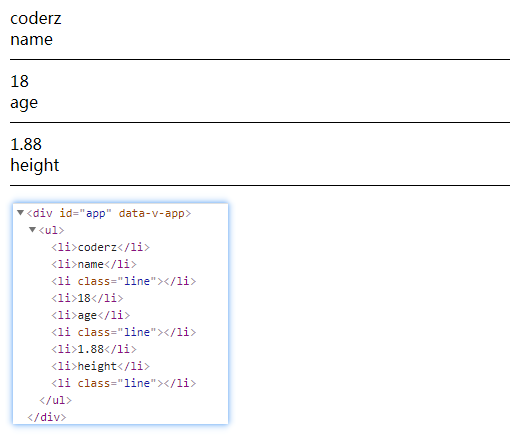 coderz
name
18
age
1.88
height
<div id="app" data-v-app>
<ul>
<li>coderz</li>
<li>name</li>
<li class="line"></li>
<li>18</li>
<li>age</li>
<li class="line"></li>
<li>1.88</li>
<li>height</li>
<li class="line"></li>
</ul>
</div>